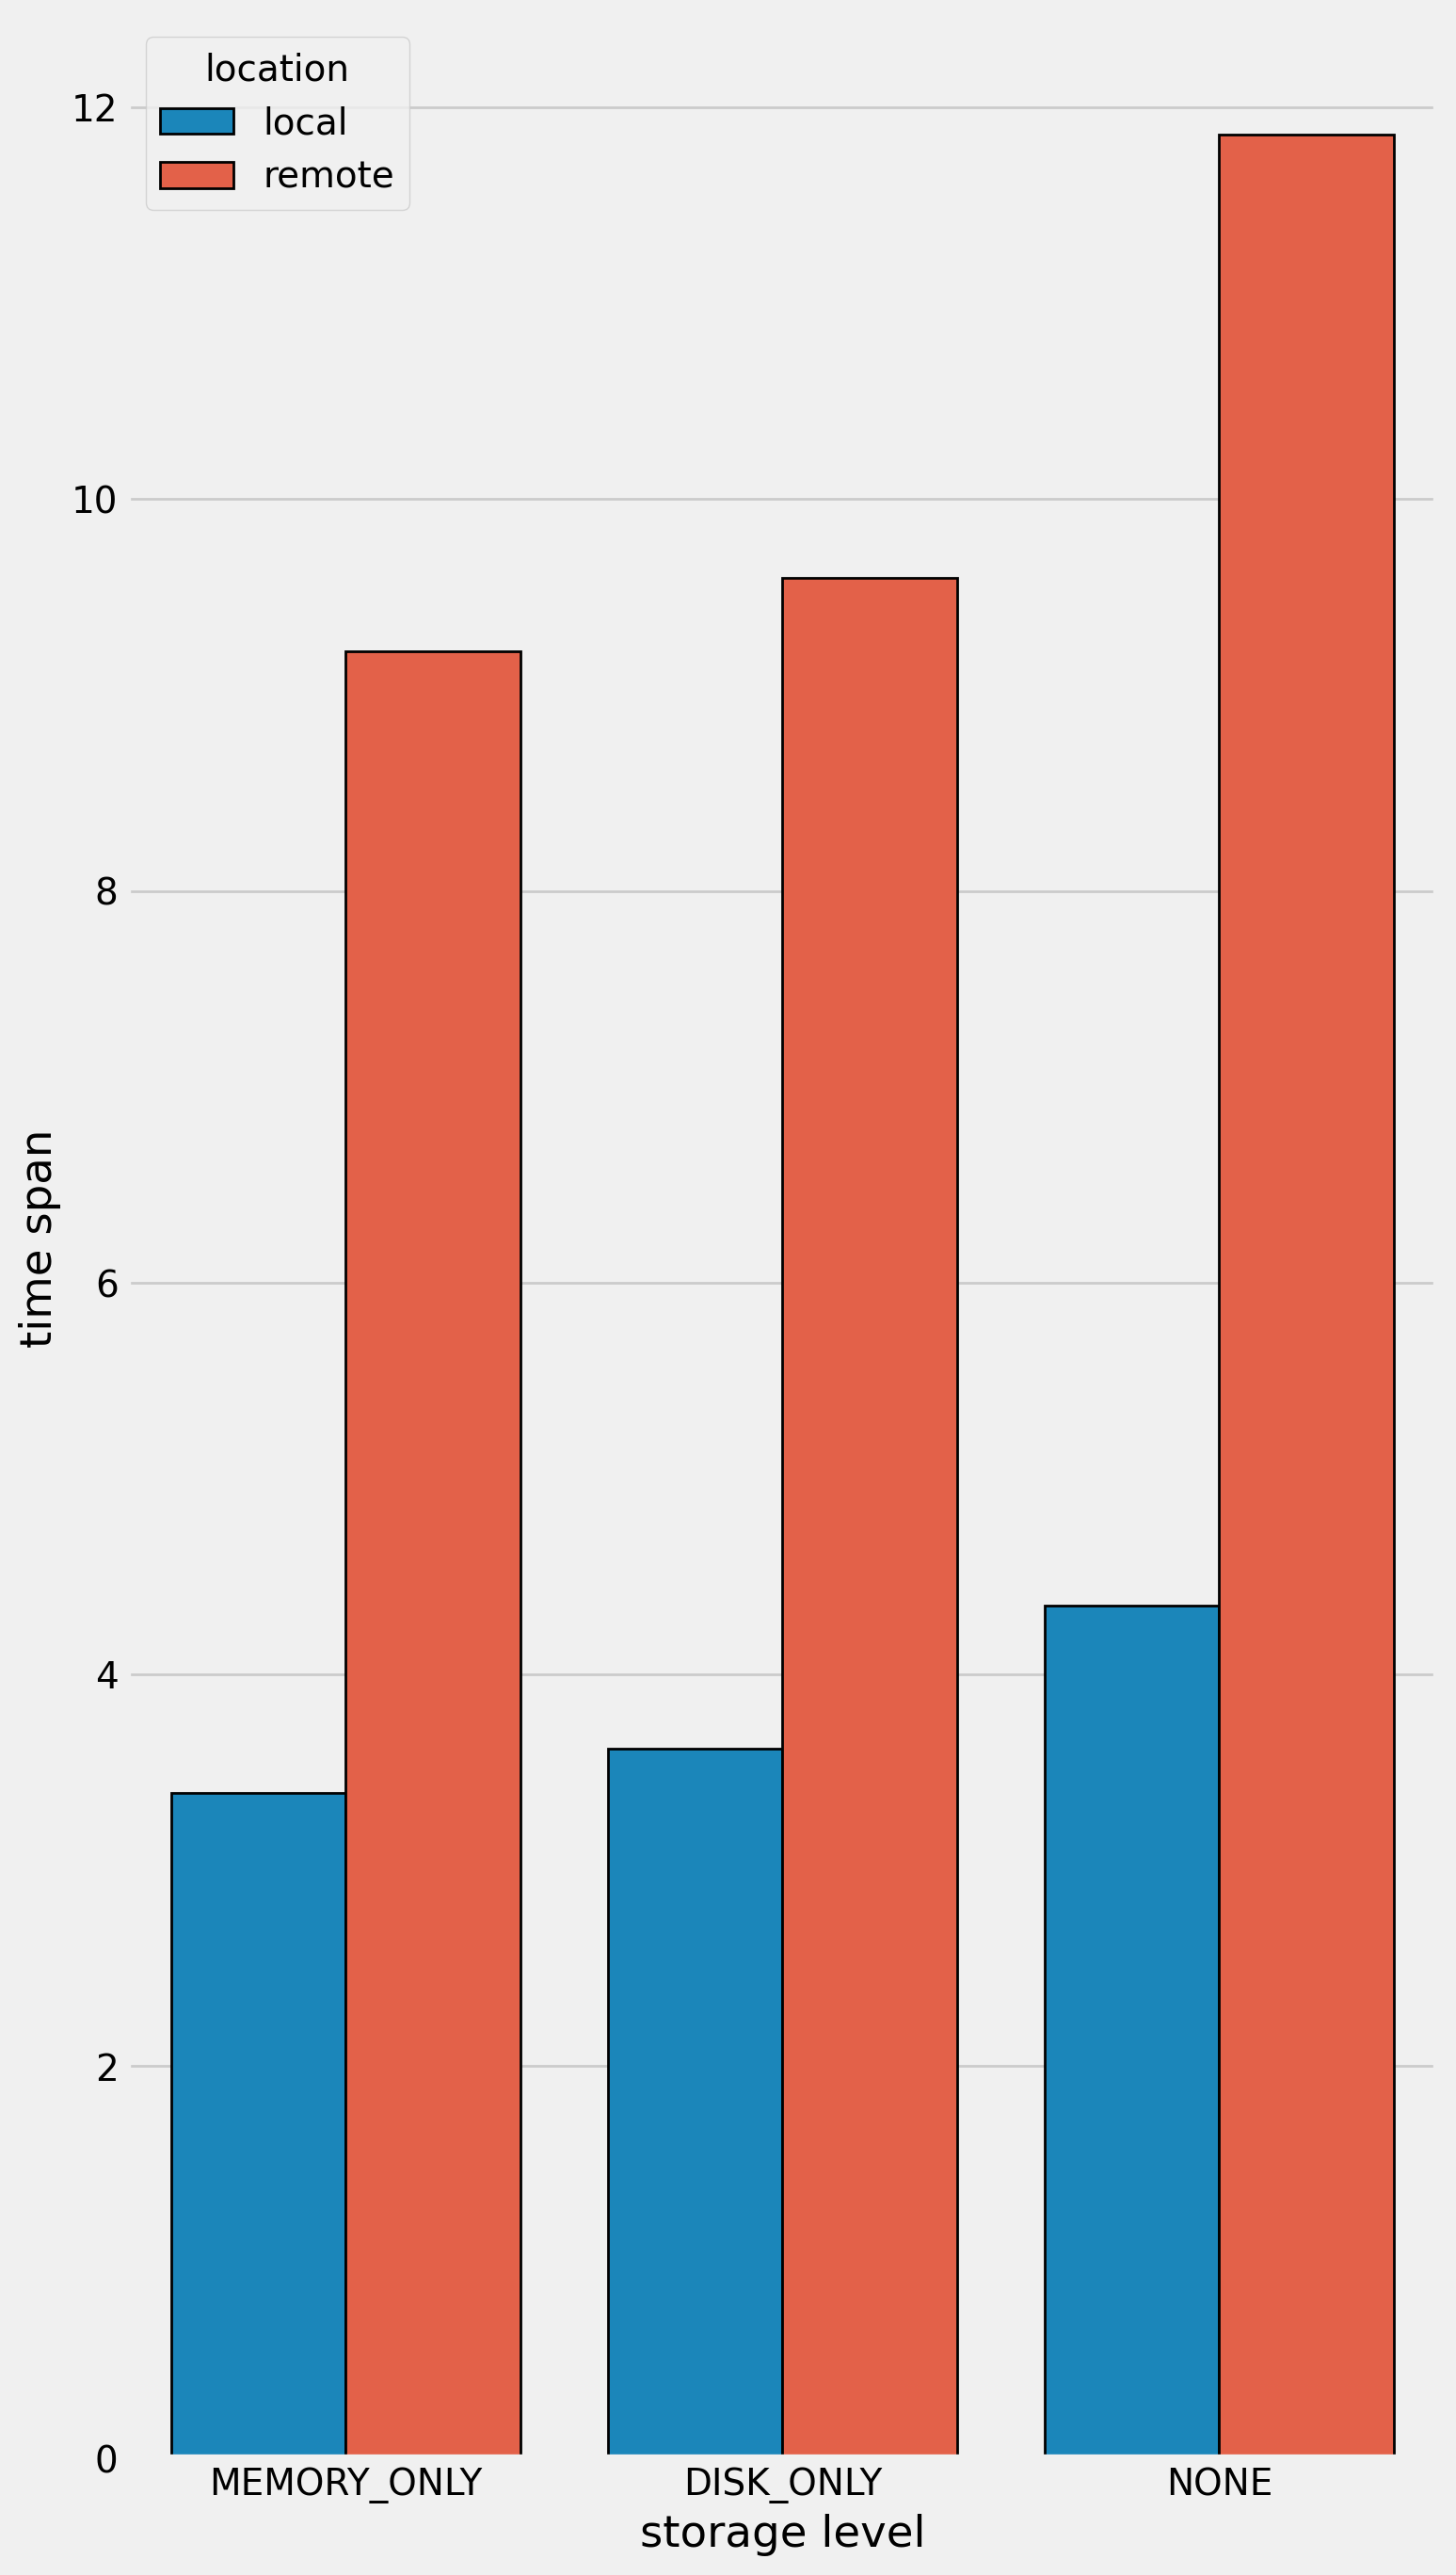 location
local
remote
12
10
8
6
4
2
0
time span
MEMORY_ONLY
DISK_ONLY
NONE
storage level